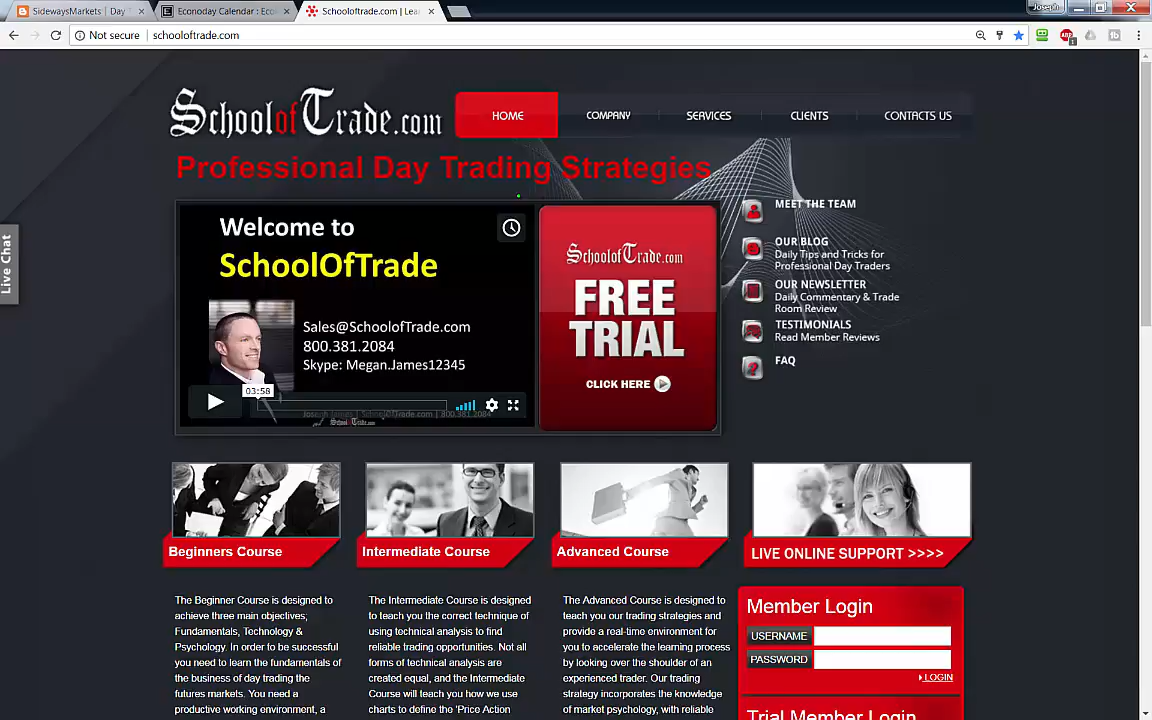 SidewaysMarkets | Day T
Econoday Calendar : Eco
Schooloftrade.com | Lea
Joseph
Not secure
schooloftrade.com
SchoolofTrade.com
HOME
COMPANY
SERVICES
CLIENTS
CONTACTS US
Professional Day Trading Strategies
Live Chat
Welcome to
SchoolOfTrade
Sales@SchoolofTrade.com
800.381.2084
Skype: Megan.James12345
03:58
Joseph James | SchoolOfTrade.com | 800.381.2084
SchoolofTrade.com
FREE
TRIAL
CLICK HERE
MEET THE TEAM
OUR BLOG
Daily Tips and Tricks for
Professional Day Traders
OUR NEWSLETTER
Daily Commentary & Trade
Room Review
TESTIMONIALS
Read Member Reviews
FAQ
Beginners Course
Intermediate Course
Advanced Course
LIVE ONLINE SUPPORT >>>>
The Beginner Course is designed to
achieve three main objectives;
Fundamentals, Technology &
Psychology. In order to be successful
you need to learn the fundamentals of
the business of day trading the
futures markets. You need a
productive working environment, a
The Intermediate Course is designed
to teach you the correct technique of
using technical analysis to find
reliable trading opportunities. Not all
forms of technical analysis are
created equal, and the Intermediate
Course will teach you how we use
charts to define the 'Price Action
The Advanced Course is designed to
teach you our trading strategies and
provide a real-time environment for
you to accelerate the learning process
by looking over the shoulder of an
experienced trader. Our trading
strategy incorporates the knowledge
of market psychology, with reliable
Member Login
USERNAME
PASSWORD
LOGIN
Trial Member Login